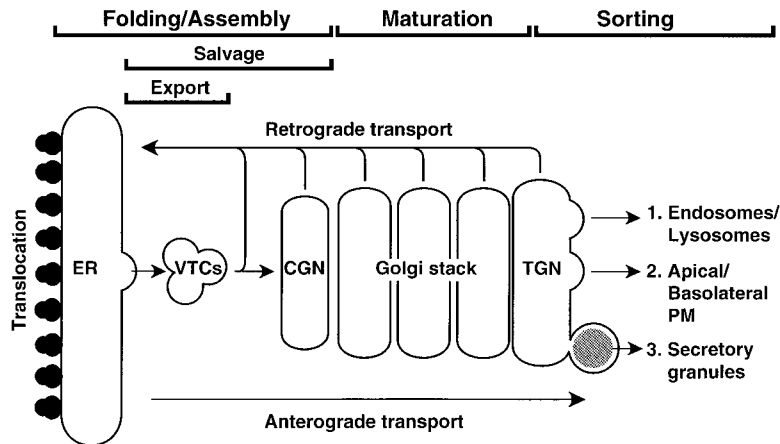 Folding/Assembly
Maturation
Sorting
Salvage
Export
Retrograde transport
Translocation
ER
VTCs
CGN
Golgi stack
TGN
1. Endosomes/
Lysosomes
2. Apical/
Basolateral
PM
3. Secretory
granules
Anterograde transport